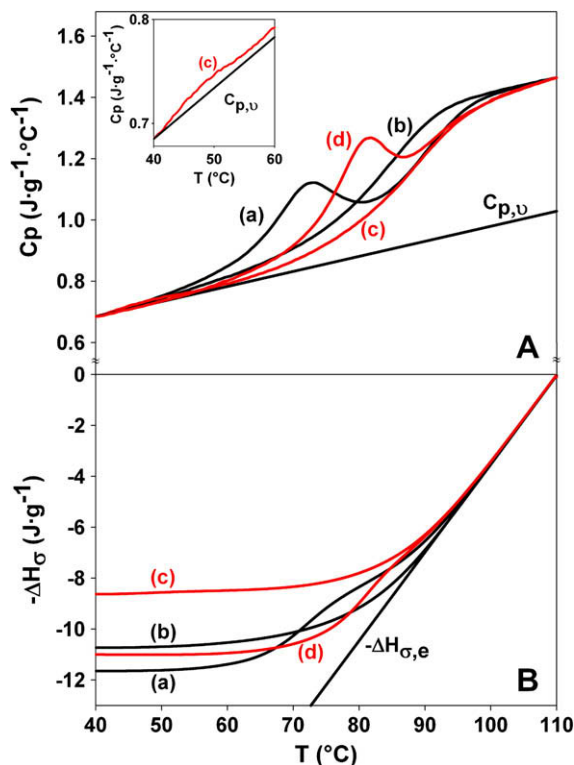 1.6
1.4
1.2
1.0
0.8
0.6
Cp (J·g⁻¹·°C⁻¹)
0.8
0.7
Cp (J·g⁻¹·°C⁻¹)
(c)
Cp,υ
40 50 60
T (°C)
(a)
(d)
(b)
(c)
Cp,υ
A
≈ ≈
0
-2
-4
-6
-8
-10
-12
-ΔHσ (J·g⁻¹)
(c)
(b)
(a)
(d)
-ΔHσ,e
B
40 50 60 70 80 90 100 110
T (°C)